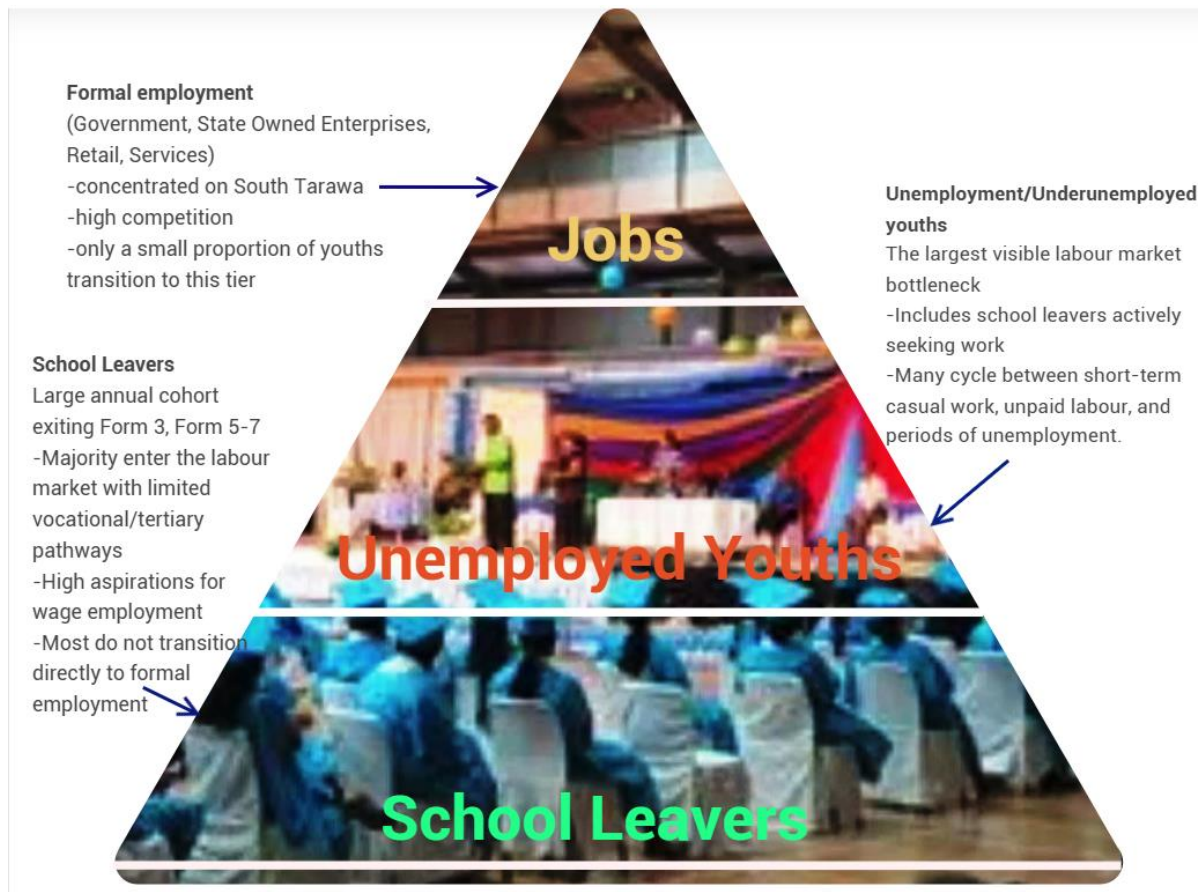 Formal employment
(Government, State Owned Enterprises,
Retail, Services)
-concentrated on South Tarawa
-high competition
-only a small proportion of youths
transition to this tier
Jobs
Unemployment/Underunemployed
youths
The largest visible labour market
bottleneck
-Includes school leavers actively
seeking work
-Many cycle between short-term
casual work, unpaid labour, and
periods of unemployment.
Unemployed Youths
School Leavers
Large annual cohort
exiting Form 3, Form 5-7
-Majority enter the labour
market with limited
vocational/tertiary
pathways
-High aspirations for
wage employment
-Most do not transition
directly to formal
employment
School Leavers